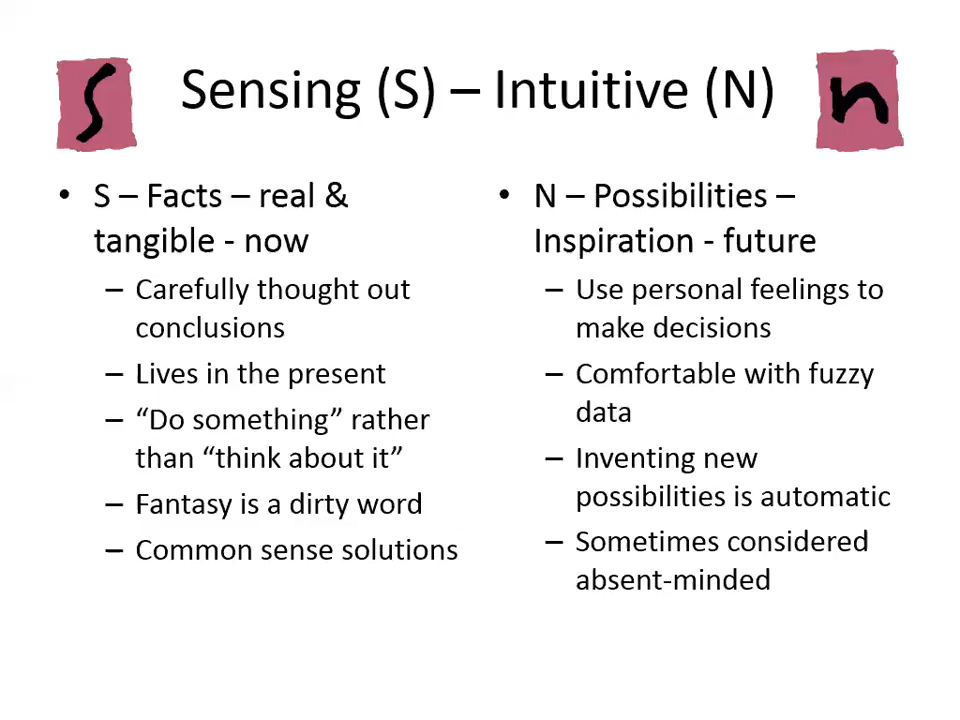 S
Sensing (S) – Intuitive (N)
n
• S – Facts – real &
tangible - now
– Carefully thought out
conclusions
– Lives in the present
– “Do something” rather
than “think about it”
– Fantasy is a dirty word
– Common sense solutions
• N – Possibilities –
Inspiration - future
– Use personal feelings to
make decisions
– Comfortable with fuzzy
data
– Inventing new
possibilities is automatic
– Sometimes considered
absent-minded